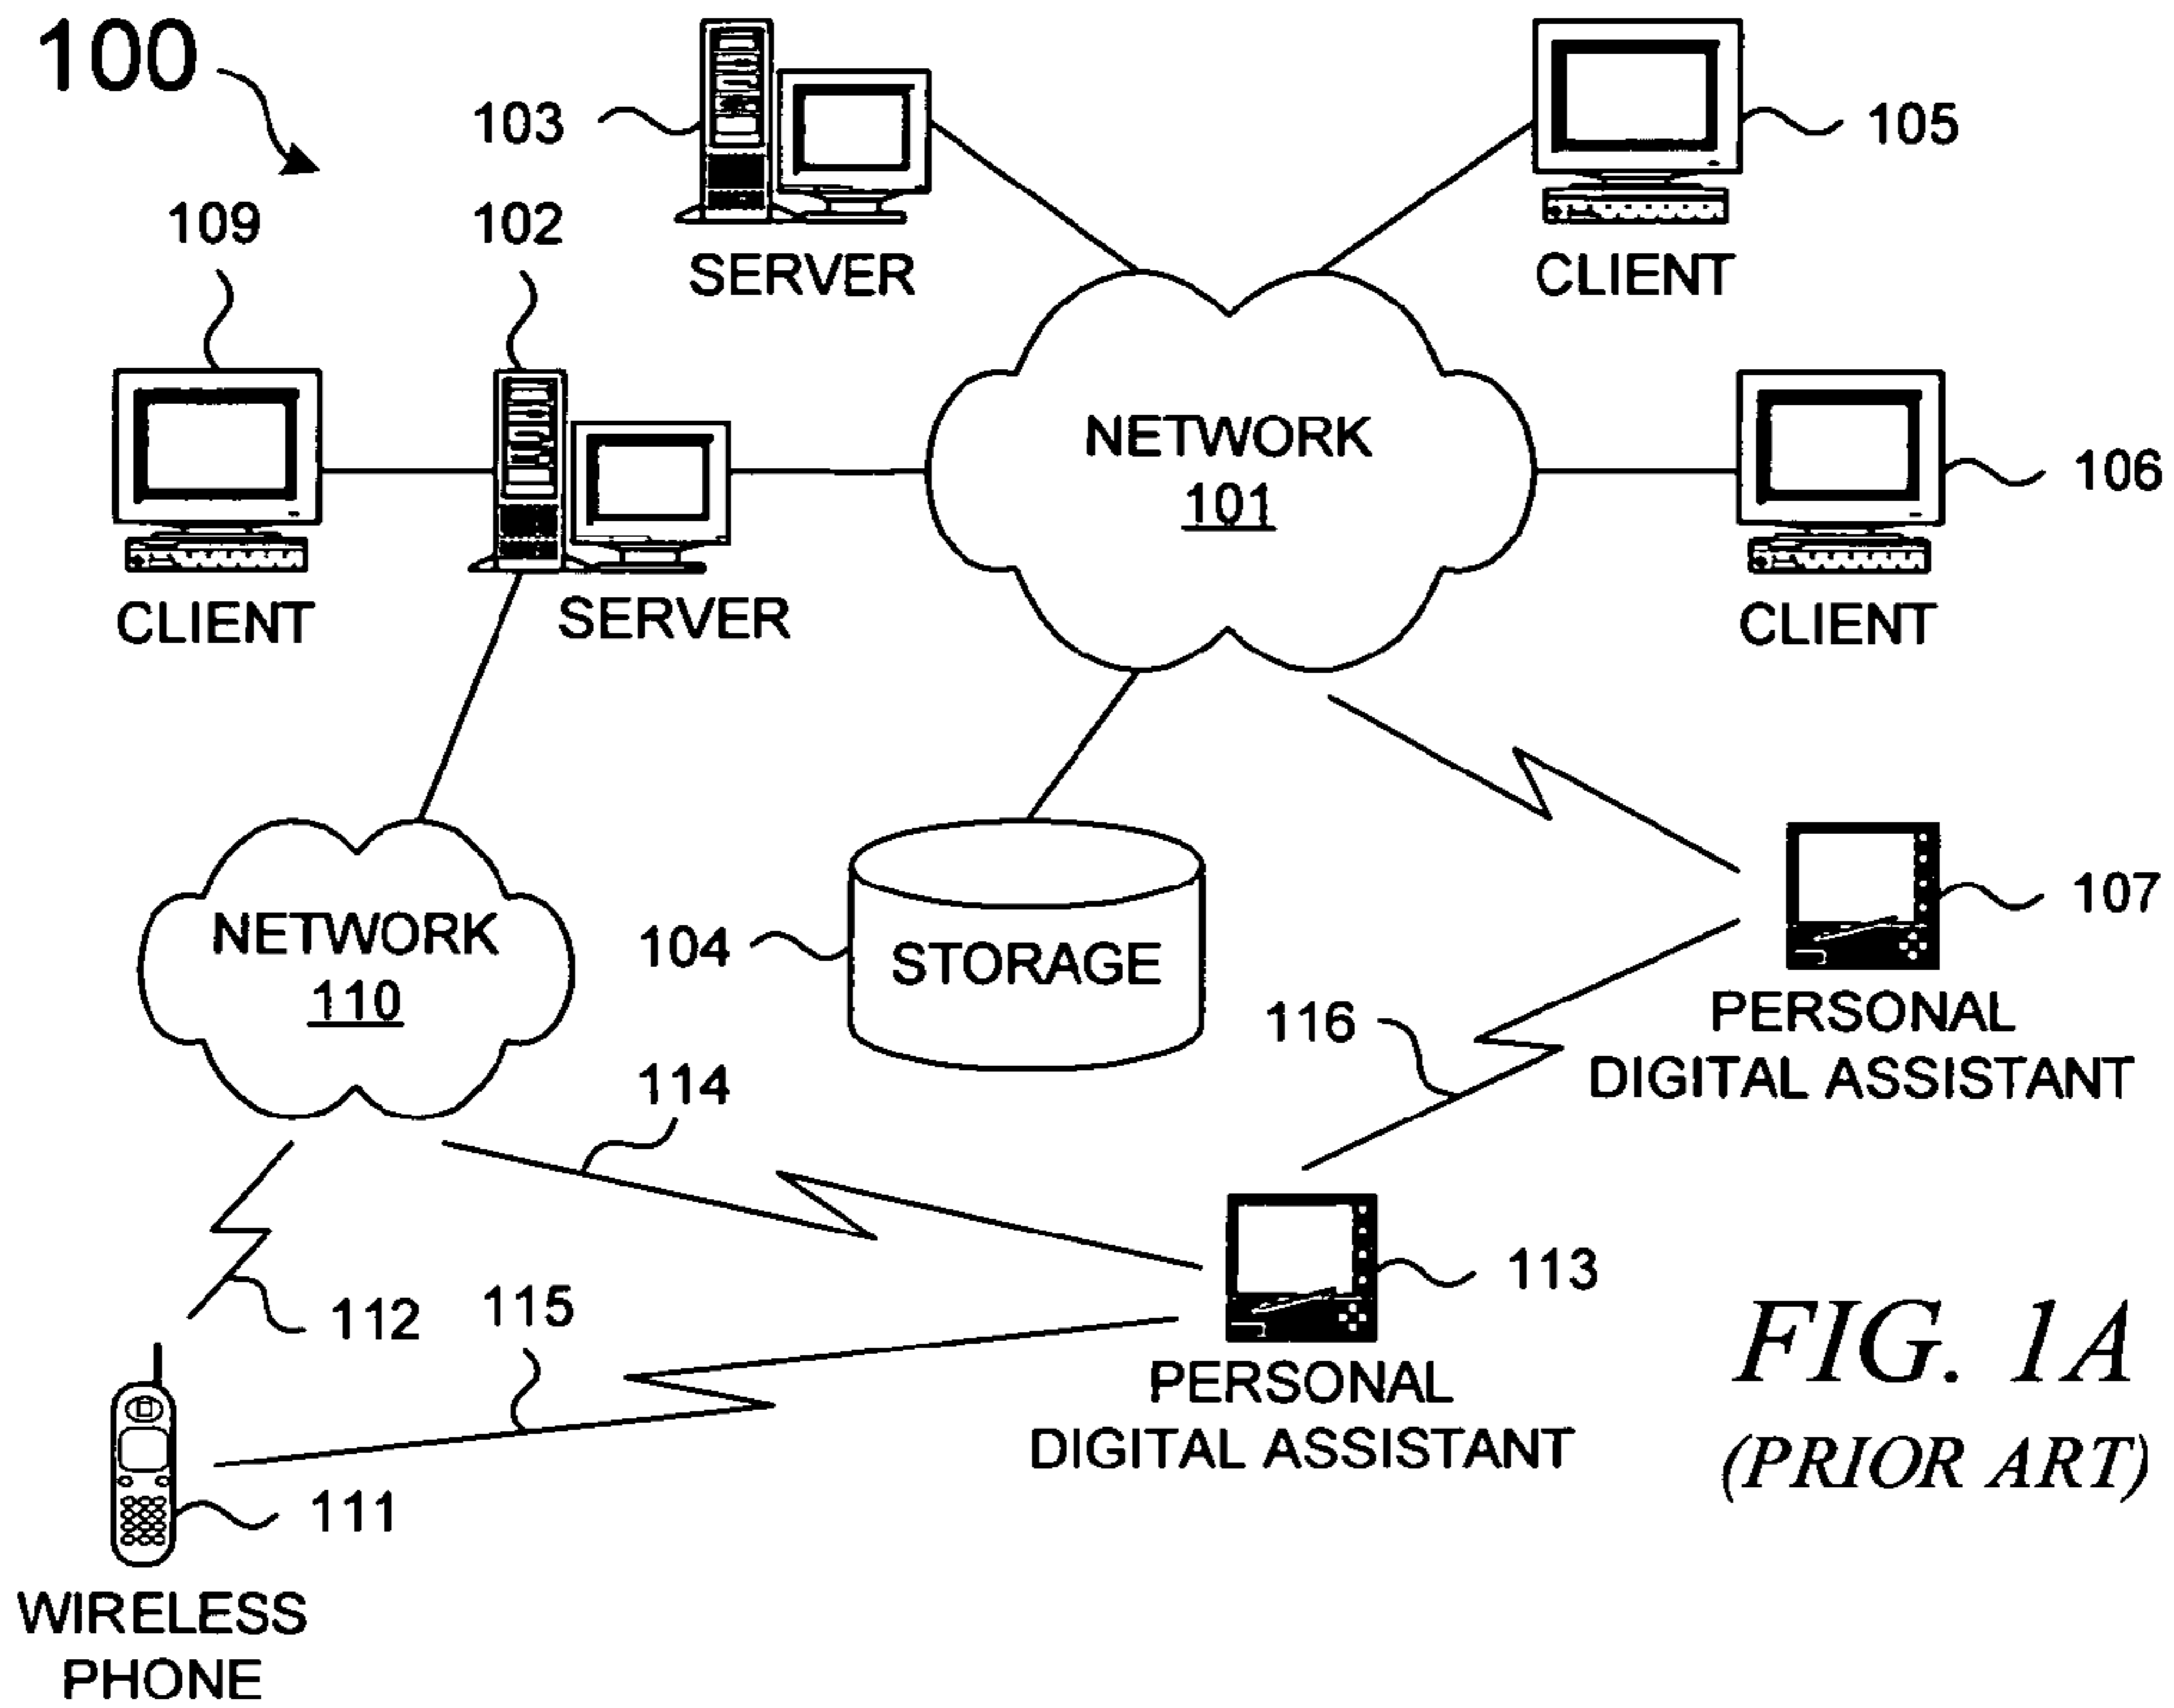 100
103
105
109
102
SERVER
CLIENT
NETWORK
101
106
CLIENT
SERVER
CLIENT
NETWORK
110
104
STORAGE
107
116
PERSONAL
DIGITAL ASSISTANT
114
113
112
115
PERSONAL
DIGITAL ASSISTANT
FIG. 1A
(PRIOR ART)
111
WIRELESS
PHONE